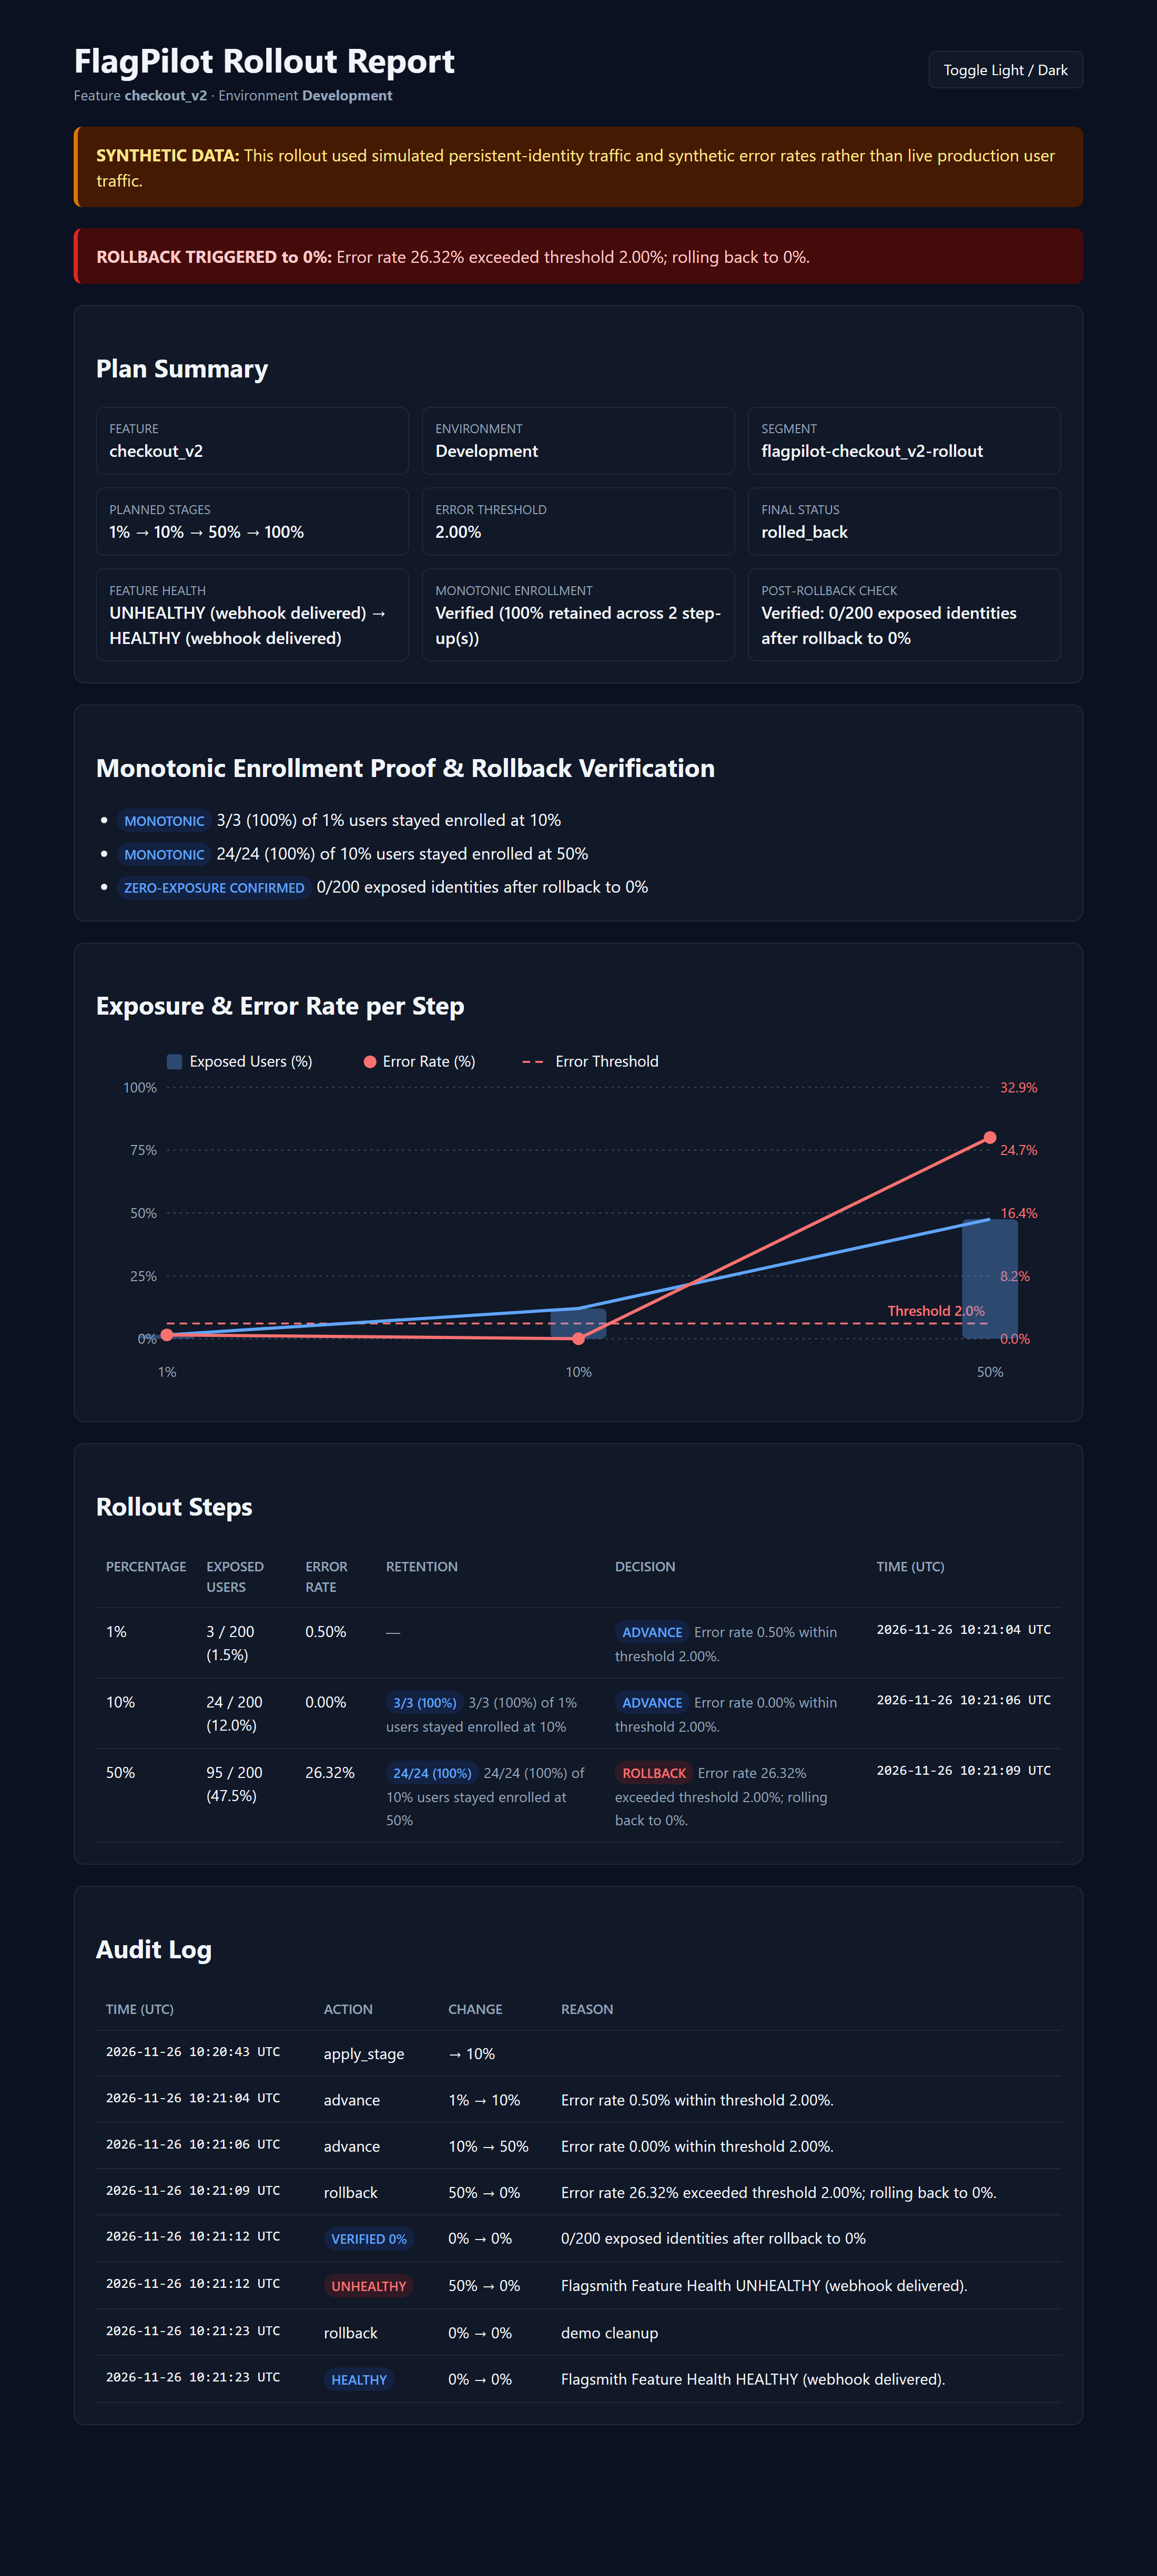 FlagPilot Rollout Report
Toggle Light / Dark
Feature checkout_v2 · Environment Development
SYNTHETIC DATA: This rollout used simulated persistent-identity traffic and synthetic error rates rather than live production user
traffic.
ROLLBACK TRIGGERED to 0%: Error rate 26.32% exceeded threshold 2.00%; rolling back to 0%.
Plan Summary
FEATURE
checkout_v2
ENVIRONMENT
Development
SEGMENT
flagpilot-checkout_v2-rollout
PLANNED STAGES
1% → 10% → 50% → 100%
ERROR THRESHOLD
2.00%
FINAL STATUS
rolled_back
FEATURE HEALTH
UNHEALTHY (webhook delivered) →
HEALTHY (webhook delivered)
MONOTONIC ENROLLMENT
Verified (100% retained across 2 step-
up(s))
POST-ROLLBACK CHECK
Verified: 0/200 exposed identities
after rollback to 0%
Monotonic Enrollment Proof & Rollback Verification
• MONOTONIC 3/3 (100%) of 1% users stayed enrolled at 10%
• MONOTONIC 24/24 (100%) of 10% users stayed enrolled at 50%
• ZERO-EXPOSURE CONFIRMED 0/200 exposed identities after rollback to 0%
Exposure & Error Rate per Step
Exposed Users (%) Error Rate (%) Error Threshold
100% 32.9%
75% 24.7%
50% 16.4%
25% 8.2%
Threshold 2.0%
0% 0.0%
1% 10% 50%
Rollout Steps
PERCENTAGE EXPOSED ERROR RETENTION DECISION TIME (UTC)
USERS RATE
1% 3 / 200 0.50% — ADVANCE Error rate 0.50% within 2026-11-26 10:21:04 UTC
(1.5%) threshold 2.00%.
10% 24 / 200 0.00% 3/3 (100%) 3/3 (100%) of 1% ADVANCE Error rate 0.00% within 2026-11-26 10:21:06 UTC
(12.0%) users stayed enrolled at 10% threshold 2.00%.
50% 95 / 200 26.32% 24/24 (100%) 24/24 (100%) of ROLLBACK Error rate 26.32% 2026-11-26 10:21:09 UTC
(47.5%) 10% users stayed enrolled at exceeded threshold 2.00%; rolling
50% back to 0%.
Audit Log
TIME (UTC) ACTION CHANGE REASON
2026-11-26 10:20:43 UTC apply_stage → 10%
2026-11-26 10:21:04 UTC advance 1% → 10% Error rate 0.50% within threshold 2.00%.
2026-11-26 10:21:06 UTC advance 10% → 50% Error rate 0.00% within threshold 2.00%.
2026-11-26 10:21:09 UTC rollback 50% → 0% Error rate 26.32% exceeded threshold 2.00%; rolling back to 0%.
2026-11-26 10:21:12 UTC VERIFIED 0% 0% → 0% 0/200 exposed identities after rollback to 0%
2026-11-26 10:21:12 UTC UNHEALTHY 50% → 0% Flagsmith Feature Health UNHEALTHY (webhook delivered).
2026-11-26 10:21:23 UTC rollback 0% → 0% demo cleanup
2026-11-26 10:21:23 UTC HEALTHY 0% → 0% Flagsmith Feature Health HEALTHY (webhook delivered).